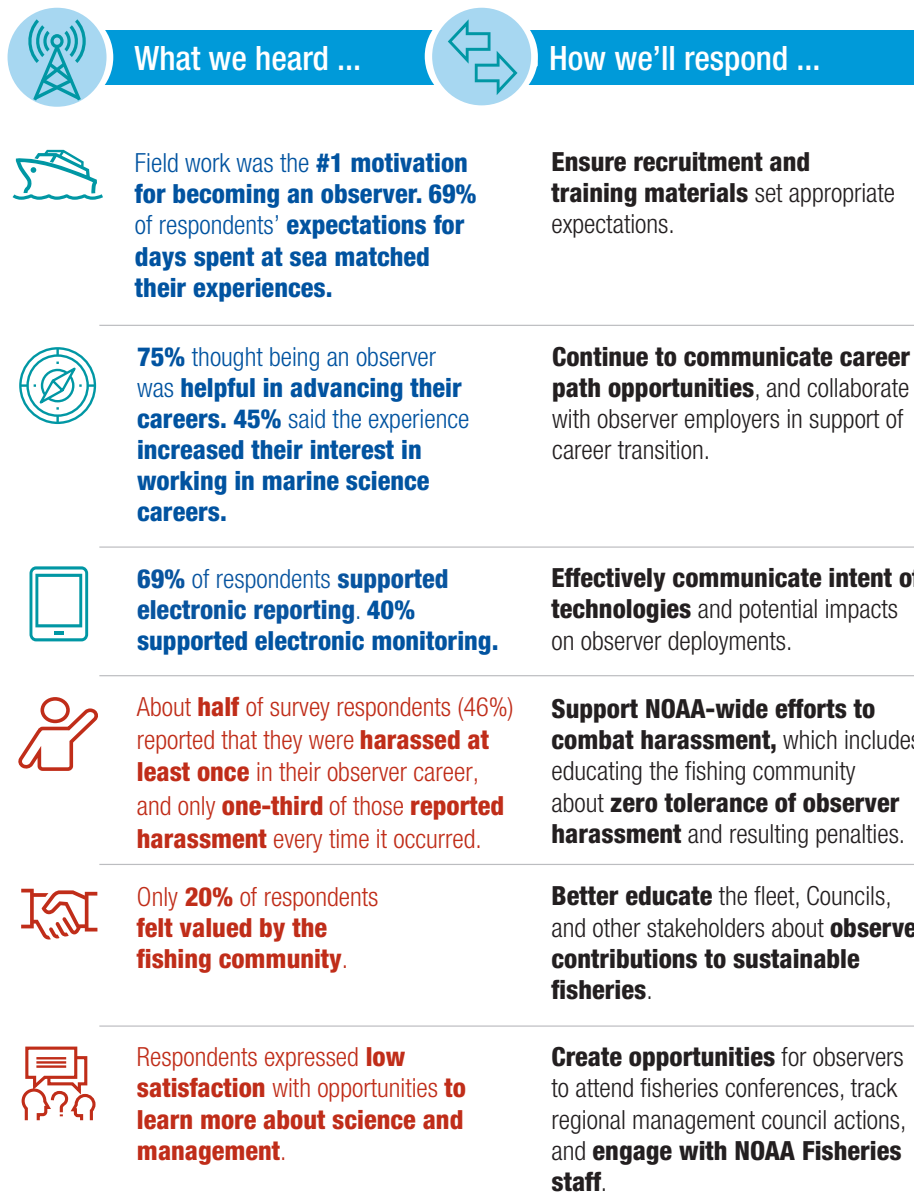 What we heard ...
How we'll respond ...
Field work was the #1 motivation
for becoming an observer. 69%
of respondents' expectations for
days spent at sea matched
their experiences.
Ensure recruitment and
training materials set appropriate
expectations.
75% thought being an observer
was helpful in advancing their
careers. 45% said the experience
increased their interest in
working in marine science
careers.
Continue to communicate career
path opportunities, and collaborate
with observer employers in support of
career transition.
69% of respondents supported
electronic reporting. 40%
supported electronic monitoring.
Effectively communicate intent of
technologies and potential impacts
on observer deployments.
About half of survey respondents (46%)
reported that they were harassed at
least once in their observer career,
and only one-third of those reported
harassment every time it occurred.
Support NOAA-wide efforts to
combat harassment, which includes
educating the fishing community
about zero tolerance of observer
harassment and resulting penalties.
Only 20% of respondents
felt valued by the
fishing community.
Better educate the fleet, Councils,
and other stakeholders about observe
contributions to sustainable
fisheries.
?
Respondents expressed low
satisfaction with opportunities to
learn more about science and
management.
Create opportunities for observers
to attend fisheries conferences, track
regional management council actions,
and engage with NOAA Fisheries
staff.